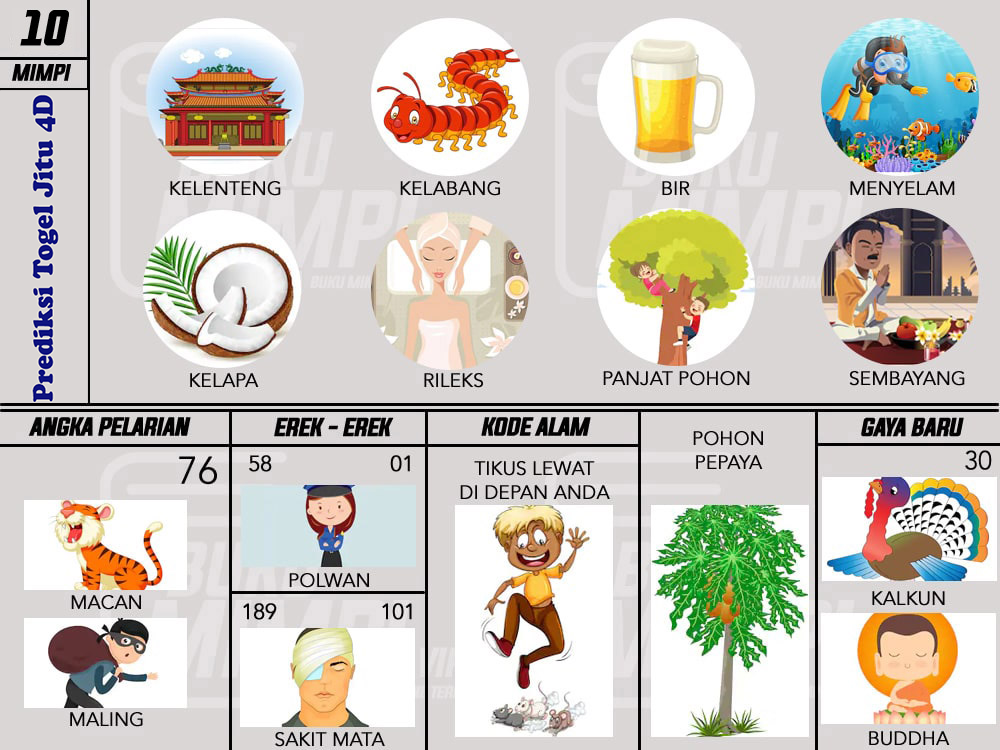 10
MIMPI
Prediksi Togel Jitu 4D
KELENTENG
KELABANG
BIR
MENYELAM
KELAPA
RILEKS
PANJAT POHON
SEMBAYANG
ANGKA PELARIAN
76
MACAN
MALING
EREK - EREK
58 01
POLWAN
189 101
SAKIT MATA
KODE ALAM
TIKUS LEWAT
DI DEPAN ANDA
POHON
PEPAYA
GAYA BARU
30
KALKUN
BUDDHA